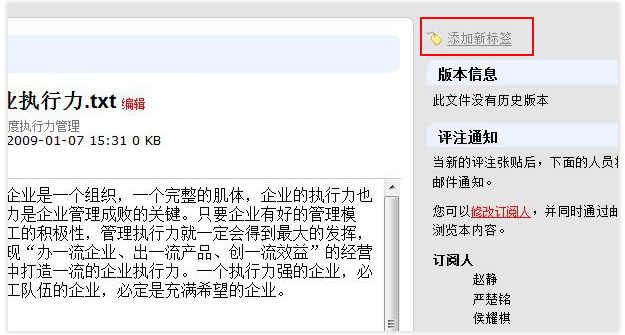 业执行力.txt 编辑
度执行力管理
2009-01-07 15:31 0 KB
企业是一个组织，一个完整的肌体，企业的执行力也
力是企业管理成败的关键。只要企业有好的管理模
工的积极性，管理执行力就一定会得到最大的发挥，
现“办一流企业、出一流产品、创一流效益”的经营
中打造一流的企业执行力。一个执行力强的企业，必
工队伍的企业，必定是充满希望的企业。
添加新标签
版本信息
此文件没有历史版本
评注通知
当新的评注张贴后，下面的人员将
邮件通知。
您可以修改订阅人，并同时通过邮
浏览本内容。
订阅人
赵静
严楚铭
侯耀棋